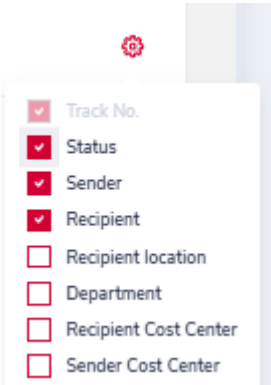 Track No.
Status
Sender
Recipient
Recipient location
Department
Recipient Cost Center
Sender Cost Center